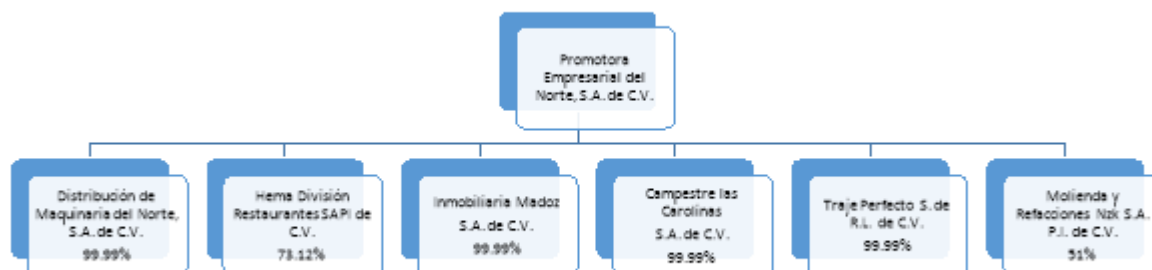 Promotora
Empresarial del
Norte, S.A. de C.V.
Distribución de
Maquinaria del Norte,
S.A. de C.V.
99.99%
Hema División
Restaurantes SAPI de
C.V.
73.12%
Inmobiliaria Madoz
S.A. de C.V.
99.99%
Campestre las
Carolinas
S.A. de C.V.
99.99%
Traje Perfecto S. de
R.L. de C.V.
99.99%
Molienda y
Refacciones Nzk S.A.
P.I. de C.V.
51%